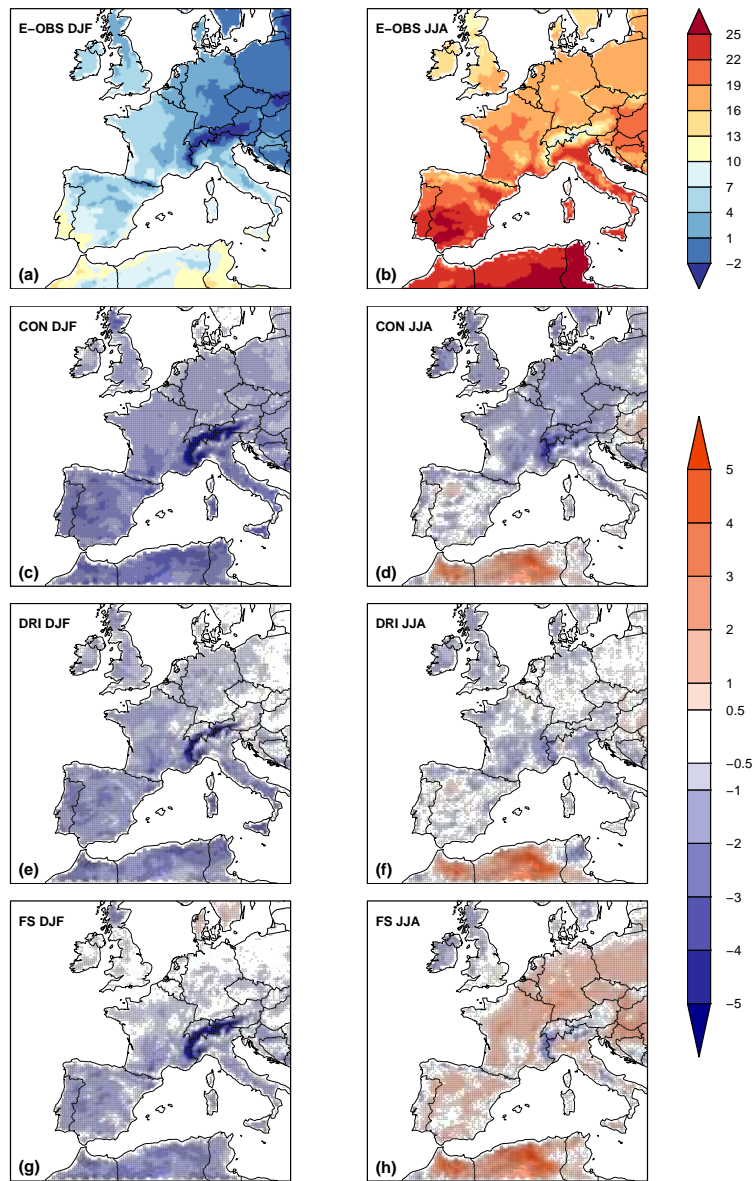 E−OBS DJF
(a)
E−OBS JJA
(b)
25
22
19
16
13
10
7
4
1
−2
CON DJF
(c)
CON JJA
(d)
DRI DJF
(e)
DRI JJA
(f)
FS DJF
(g)
FS JJA
(h)
5
4
3
2
1
0.5
−0.5
−1
−2
−3
−4
−5